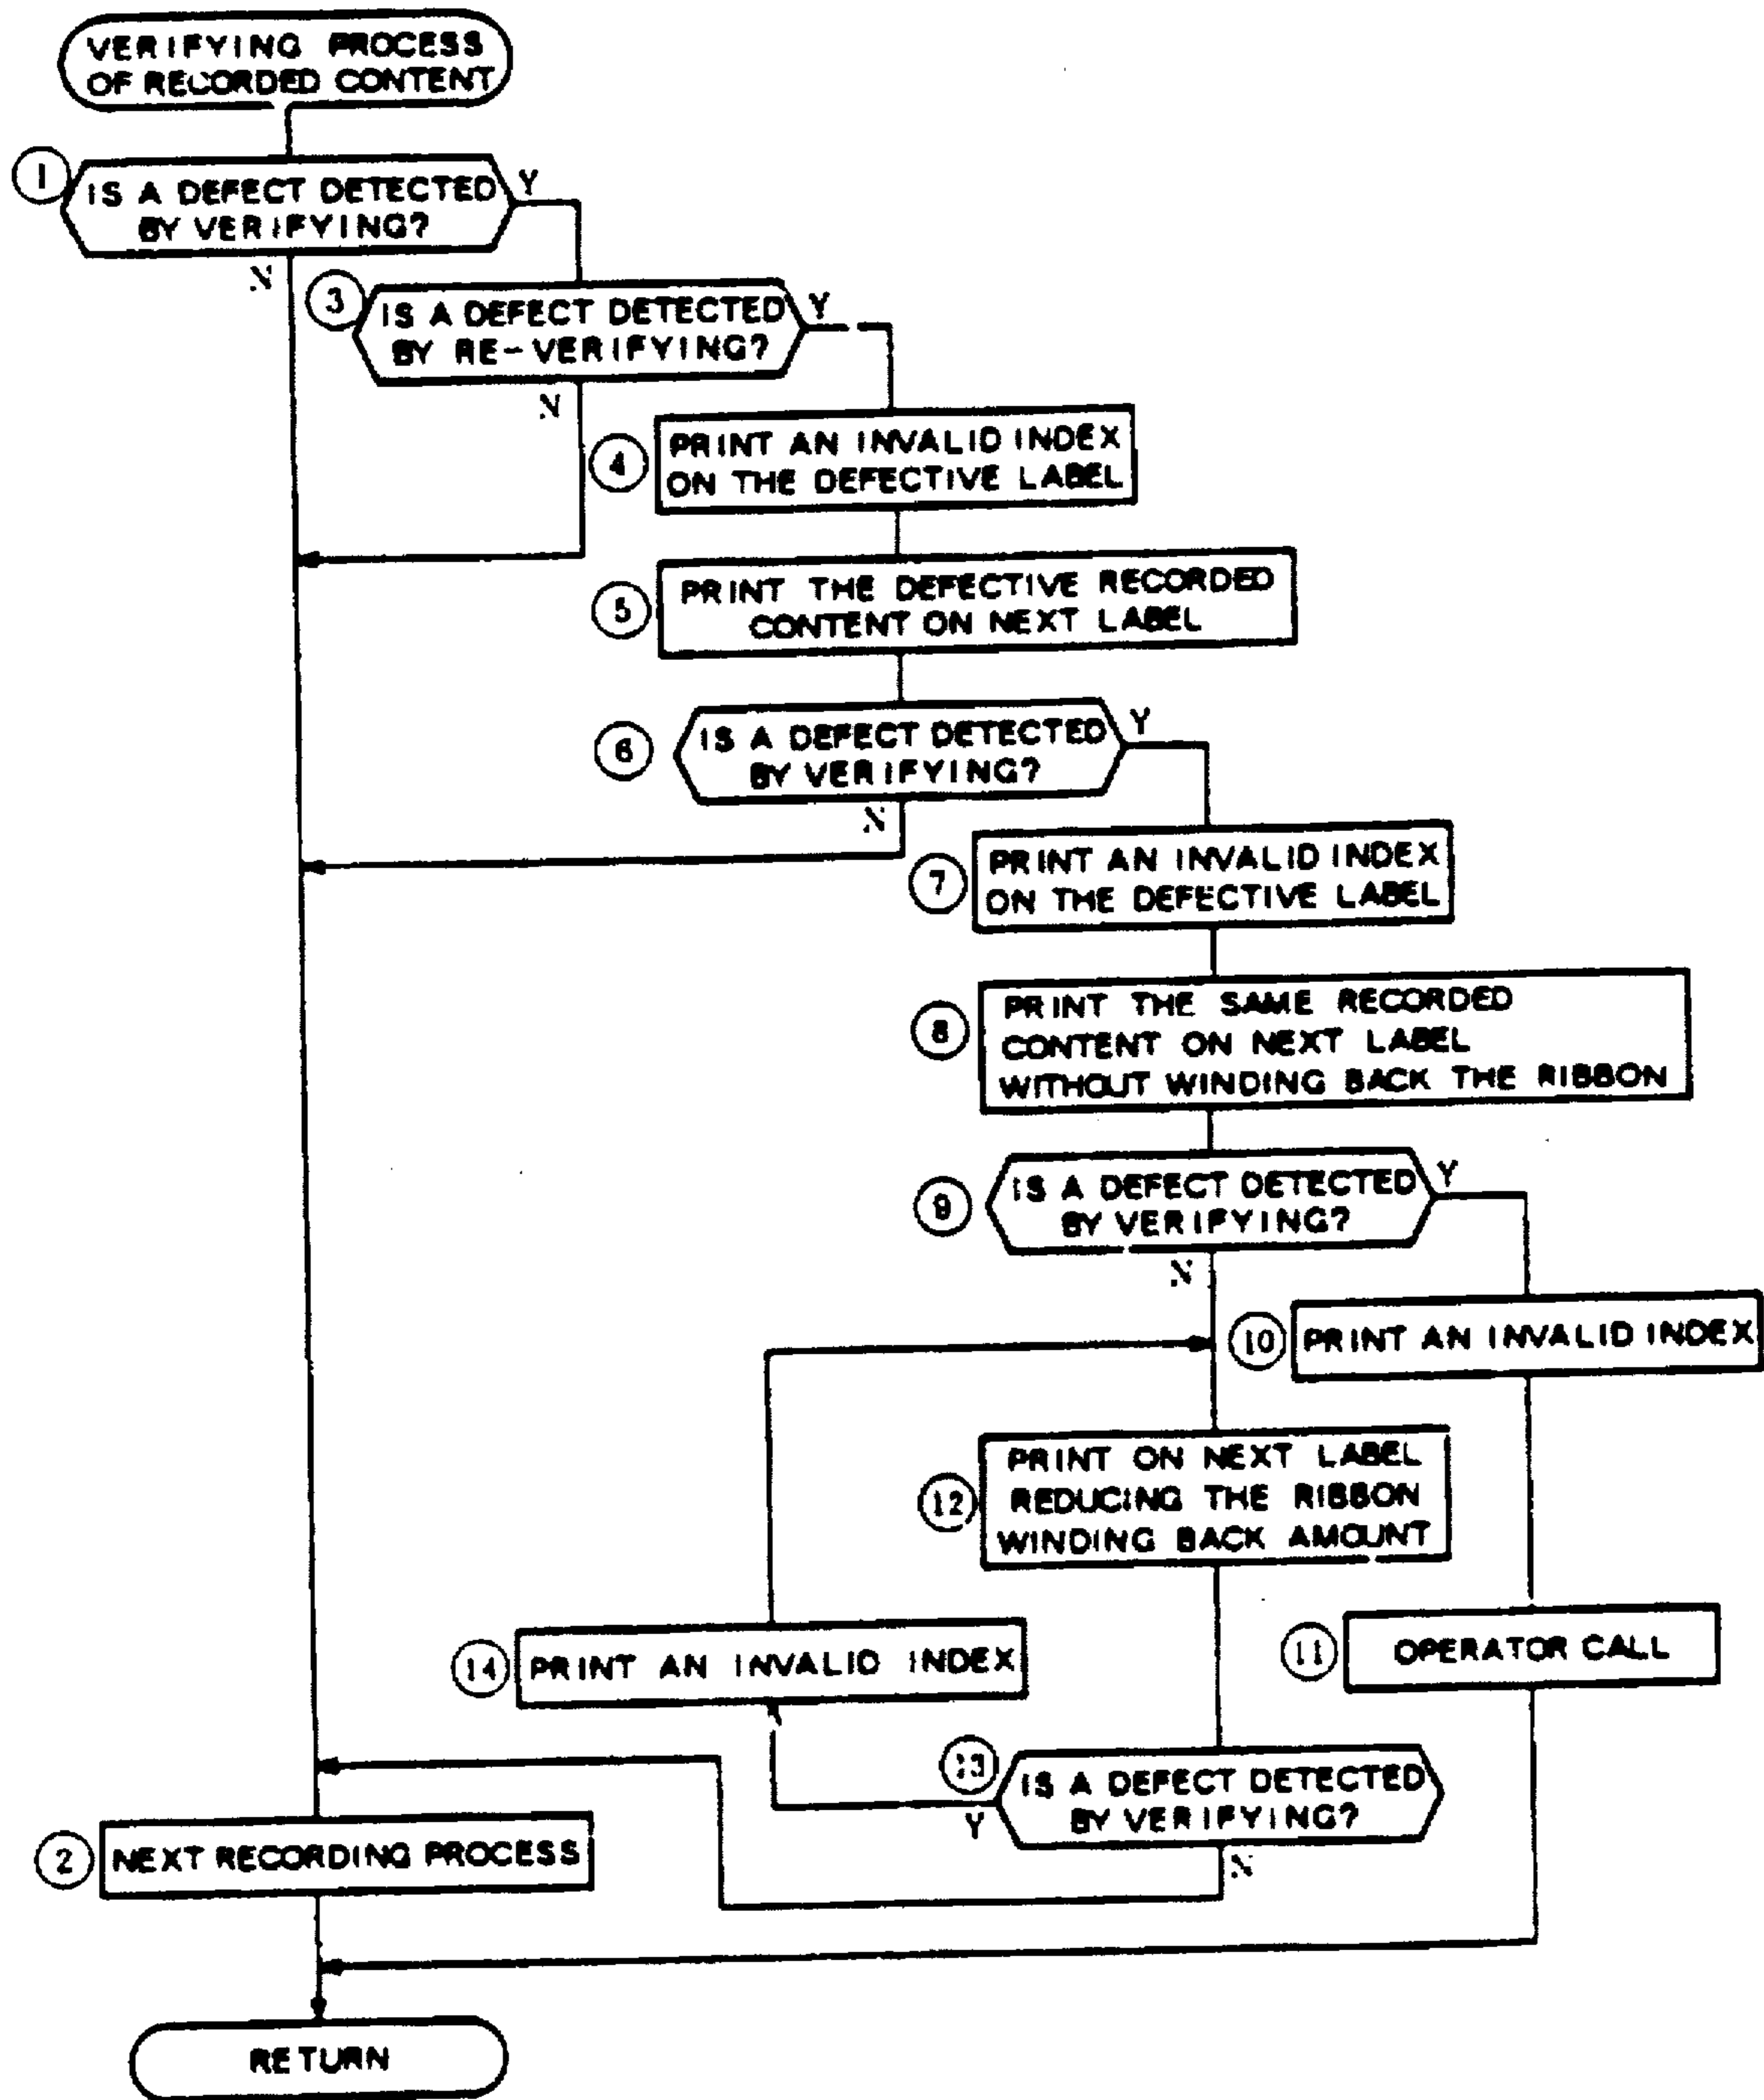 VERIFYING PROCESS
OF RECORDED CONTENT
1
IS A DEFECT DETECTED
BY VERIFYING?
Y
N
3
IS A DEFECT DETECTED
BY RE-VERIFYING?
Y
N
4
PRINT AN INVALID INDEX
ON THE DEFECTIVE LABEL
5
PRINT THE DEFECTIVE RECORDED
CONTENT ON NEXT LABEL
6
IS A DEFECT DETECTED
BY VERIFYING?
Y
N
7
PRINT AN INVALID INDEX
ON THE DEFECTIVE LABEL
8
PRINT THE SAME RECORDED
CONTENT ON NEXT LABEL
WITHOUT WINDING BACK THE RIBBON
9
IS A DEFECT DETECTED
BY VERIFYING?
Y
N
10
PRINT AN INVALID INDEX
12
PRINT ON NEXT LABEL
REDUCING THE RIBBON
WINDING BACK AMOUNT
14
PRINT AN INVALID INDEX
11
OPERATOR CALL
13
IS A DEFECT DETECTED
BY VERIFYING?
Y
N
2
NEXT RECORDING PROCESS
RETURN